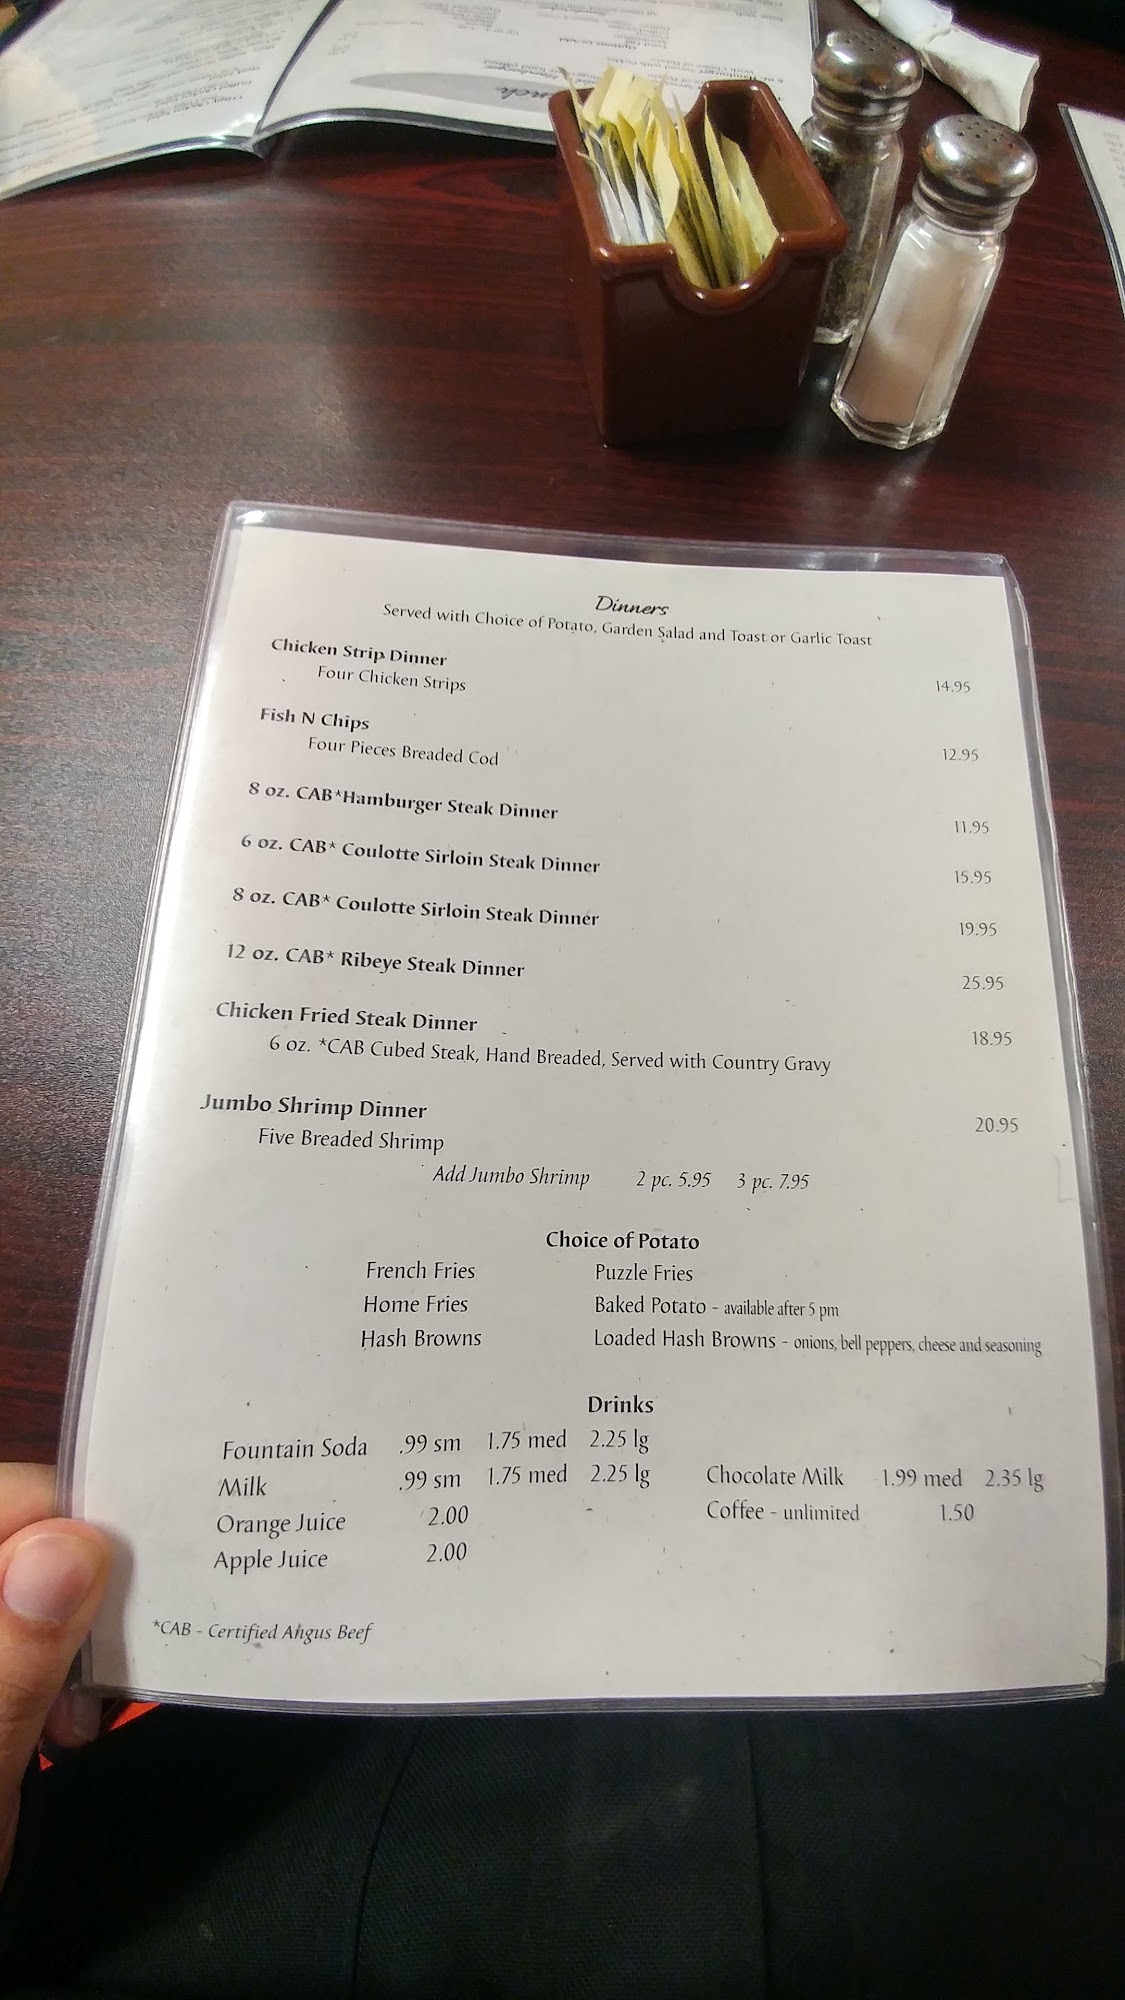 Dinners
Served with Choice of Potato, Garden Salad and Toast or Garlic Toast
Chicken Strip Dinner 14.95
Four Chicken Strips
Fish N Chips 12.95
Four Pieces Breaded Cod
8 oz. CAB*Hamburger Steak Dinner 11.95
6 oz. CAB* Coulotte Sirloin Steak Dinner 15.95
8 oz. CAB* Coulotte Sirloin Steak Dinner 19.95
12 oz. CAB* Ribeye Steak Dinner 25.95
Chicken Fried Steak Dinner 18.95
6 oz. *CAB Cubed Steak, Hand Breaded, Served with Country Gravy
Jumbo Shrimp Dinner 20.95
Five Breaded Shrimp
Add Jumbo Shrimp 2 pc. 5.95 3 pc. 7.95
Choice of Potato
French Fries Puzzle Fries
Home Fries Baked Potato - available after 5 pm
Hash Browns Loaded Hash Browns - onions, bell peppers, cheese and seasoning
Drinks
Fountain Soda .99 sm 1.75 med 2.25 lg
Milk .99 sm 1.75 med 2.25 lg Chocolate Milk 1.99 med 2.35 lg
Orange Juice 2.00 Coffee - unlimited 1.50
Apple Juice 2.00
*CAB - Certified Angus Beef